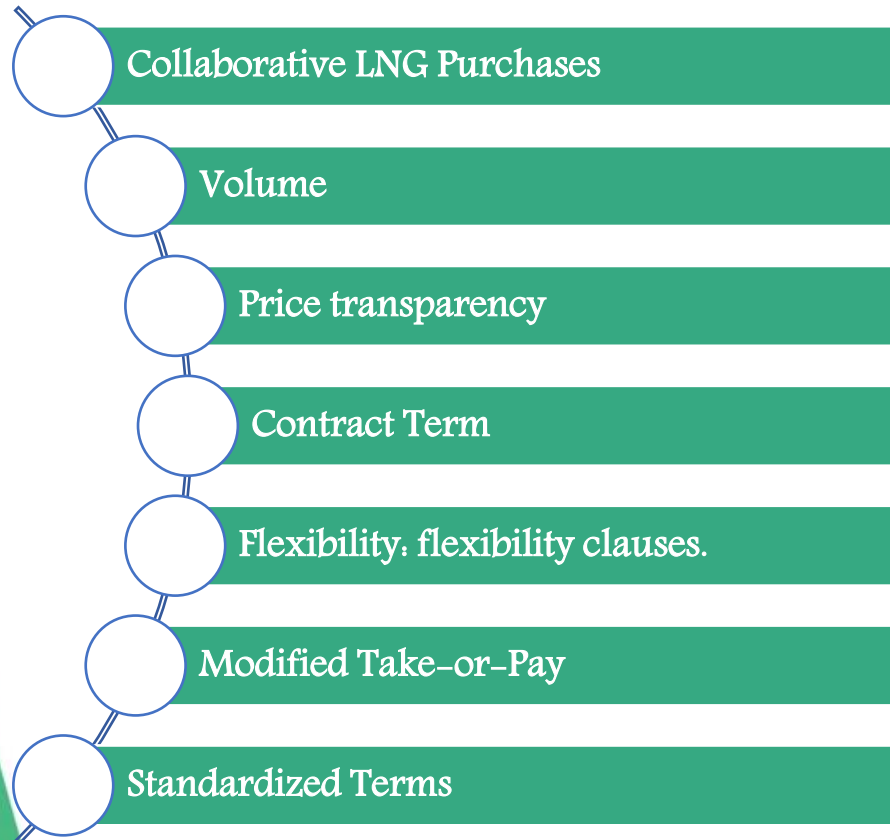 Collaborative LNG Purchases
Volume
Price transparency
Contract Term
Flexibility: flexibility clauses.
Modified Take-or-Pay
Standardized Terms